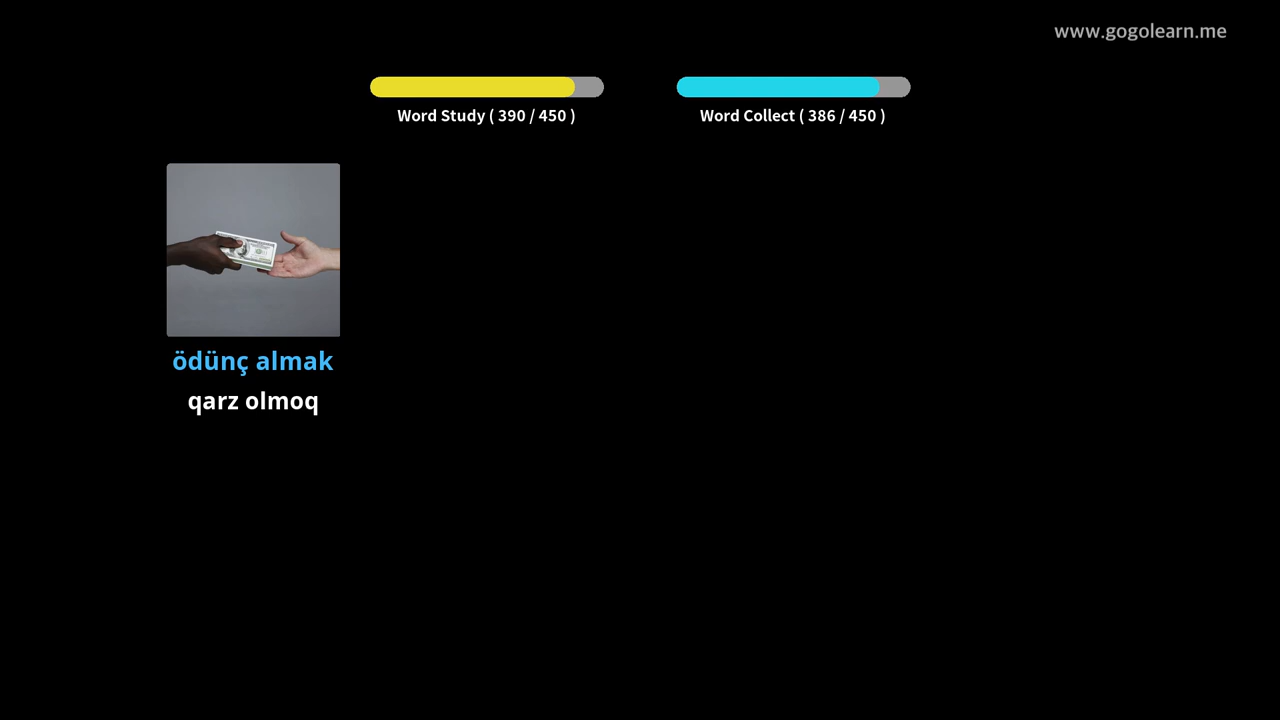 www.gogolearn.me
Word Study ( 390 / 450 )
Word Collect ( 386 / 450 )
ödünç almak
qarz olmoq